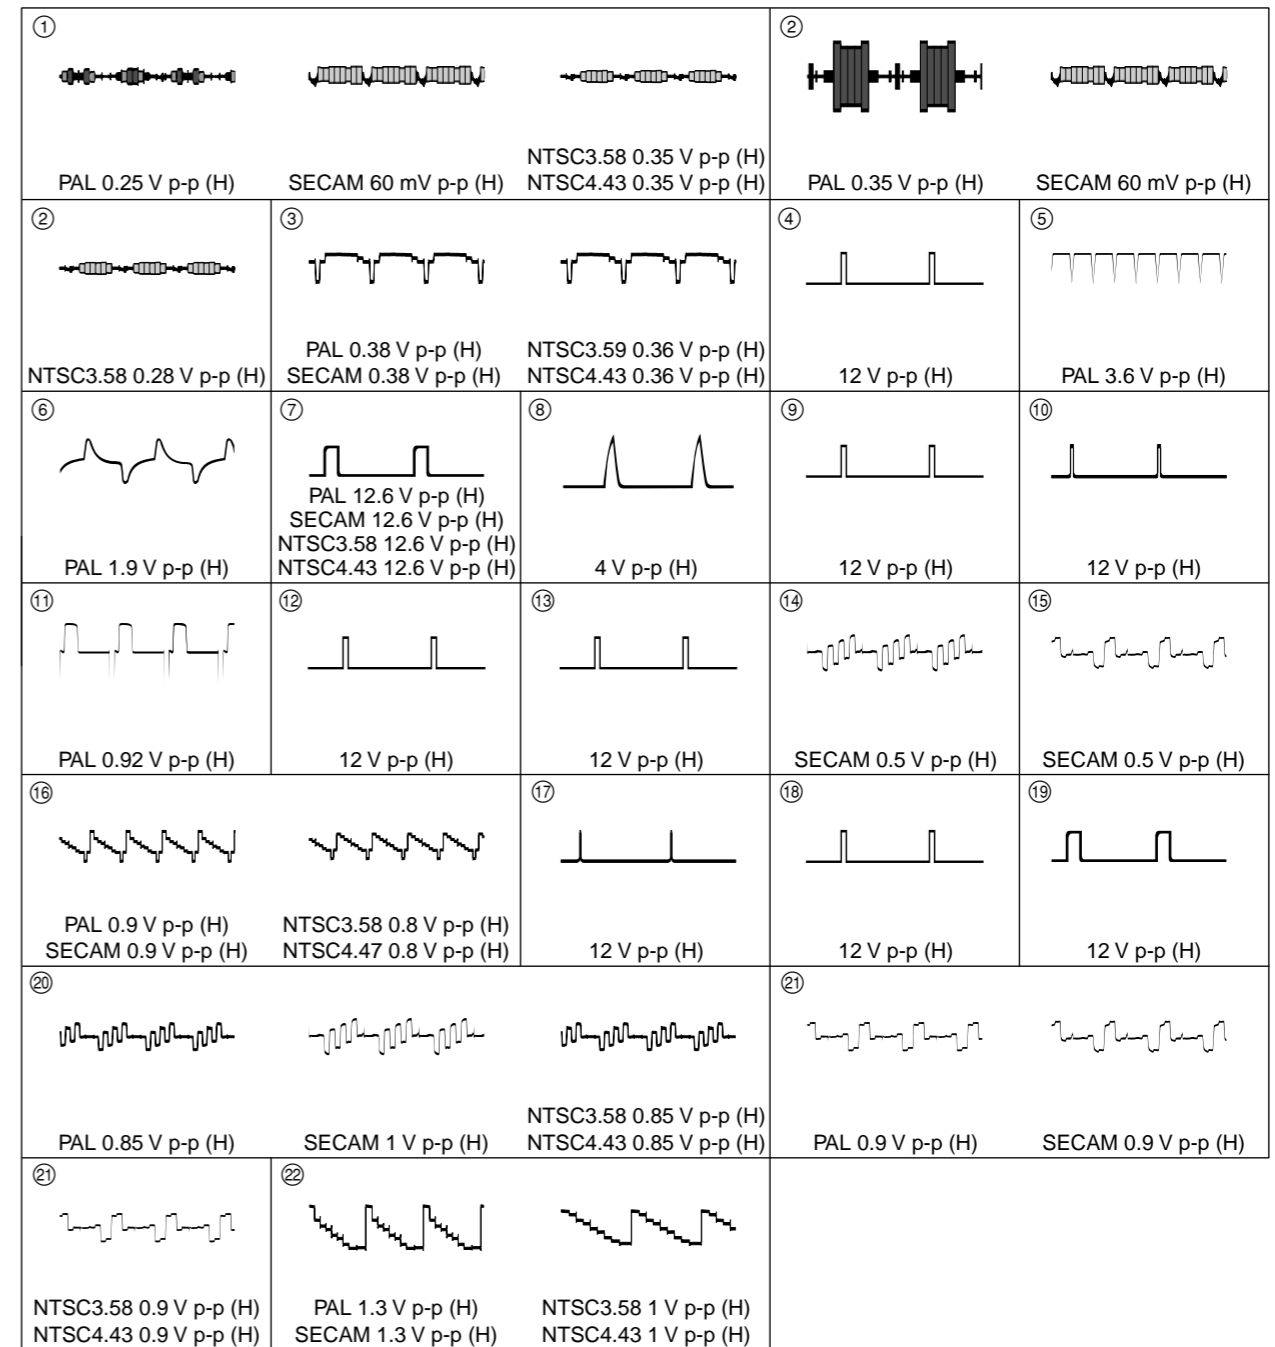 ①
PAL 0.25 V p-p (H)
SECAM 60 mV p-p (H)
NTSC3.58 0.35 V p-p (H)
NTSC4.43 0.35 V p-p (H)
②
PAL 0.35 V p-p (H)
SECAM 60 mV p-p (H)
②
NTSC3.58 0.28 V p-p (H)
③
PAL 0.38 V p-p (H)
SECAM 0.38 V p-p (H)
NTSC3.59 0.36 V p-p (H)
NTSC4.43 0.36 V p-p (H)
④
12 V p-p (H)
⑤
PAL 3.6 V p-p (H)
⑥
PAL 1.9 V p-p (H)
⑦
PAL 12.6 V p-p (H)
SECAM 12.6 V p-p (H)
NTSC3.58 12.6 V p-p (H)
NTSC4.43 12.6 V p-p (H)
⑧
4 V p-p (H)
⑨
12 V p-p (H)
⑩
12 V p-p (H)
⑪
PAL 0.92 V p-p (H)
⑫
12 V p-p (H)
⑬
12 V p-p (H)
⑭
SECAM 0.5 V p-p (H)
⑮
SECAM 0.5 V p-p (H)
⑯
PAL 0.9 V p-p (H)
SECAM 0.9 V p-p (H)
NTSC3.58 0.8 V p-p (H)
NTSC4.47 0.8 V p-p (H)
⑰
12 V p-p (H)
⑱
12 V p-p (H)
⑲
12 V p-p (H)
⑳
PAL 0.85 V p-p (H)
SECAM 1 V p-p (H)
NTSC3.58 0.85 V p-p (H)
NTSC4.43 0.85 V p-p (H)
㉑
PAL 0.9 V p-p (H)
SECAM 0.9 V p-p (H)
㉑
NTSC3.58 0.9 V p-p (H)
NTSC4.43 0.9 V p-p (H)
㉒
PAL 1.3 V p-p (H)
SECAM 1.3 V p-p (H)
NTSC3.58 1 V p-p (H)
NTSC4.43 1 V p-p (H)